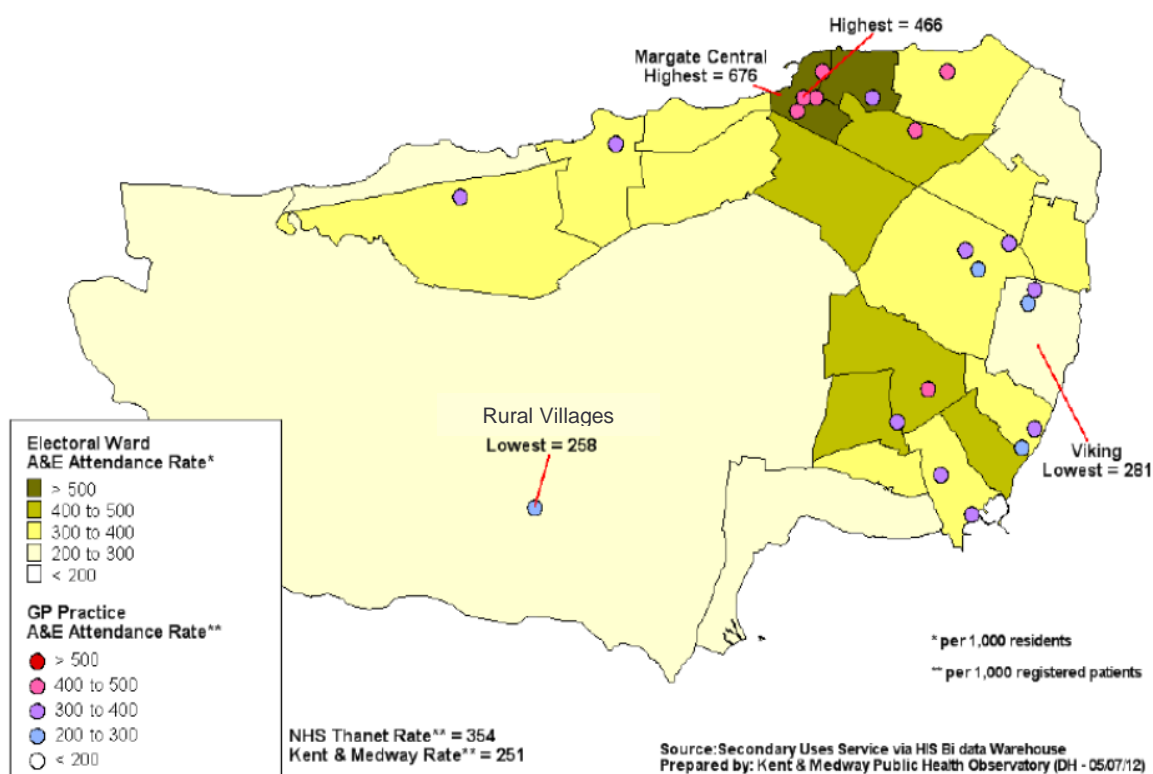 Highest = 466
Margate Central
Highest = 676
Rural Villages
Lowest = 258
Viking
Lowest = 281
Electoral Ward
A&E Attendance Rate*
> 500
400 to 500
300 to 400
200 to 300
< 200
GP Practice
A&E Attendance Rate**
> 500
400 to 500
300 to 400
200 to 300
< 200
* per 1,000 residents
** per 1,000 registered patients
NHS Thanet Rate** = 354
Kent & Medway Rate** = 251
Source:Secondary Uses Service via HIS Bi data Warehouse
Prepared by: Kent & Medway Public Health Observatory (DH - 05/07/12)